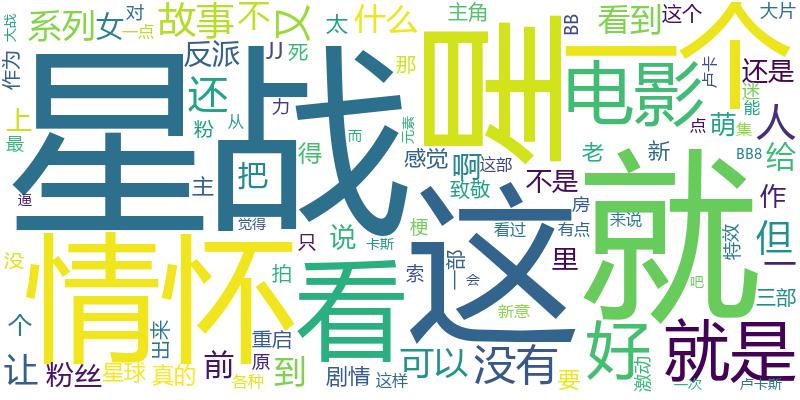 系列
女
故事
不
又
对
一点
太
什么
主角
BB
看到
这个
大片
大战
作为
反派
JJ
死
那
一个
电影
卢卡
还是
迷
上
最
还
粉
从
力
而
元素
是
能
点
萌
集
人
星战
把
得
感觉
啊
这部
致敬
老
新
BB8
给
主
逼
觉得
只
说
卡斯
梗
看过
不是
房
有点
来说
作
就
这
里
特效
但
一
没
情怀
看
拍
索
一部
会
新意
吧
三部
个
出来
重启
原
让
粉丝
星球
真的
各种
前
到
剧情
这样
可以
没有
要
好
激动
一次
就是
卢卡斯